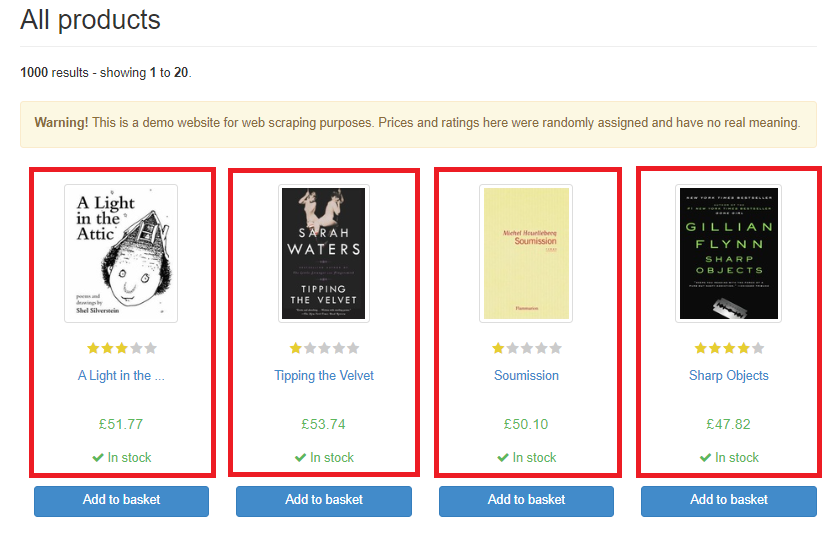 All products
1000 results - showing 1 to 20.
Warning! This is a demo website for web scraping purposes. Prices and ratings here were randomly assigned and have no real meaning.
A Light
in the
Attic
poems and
drawings by
Shel Silverstein
A Light in the ...
£51.77
In stock
Add to basket
SARAH
WATERS
TIPPING
THE VELVET
Tipping the Velvet
£53.74
In stock
Add to basket
Soumission
Flammarion
Soumission
£50.10
In stock
Add to basket
NEW YORK TIMES BESTSELLER
GILLIAN
FLYNN
SHARP
OBJECTS
Sharp Objects
£47.82
In stock
Add to basket